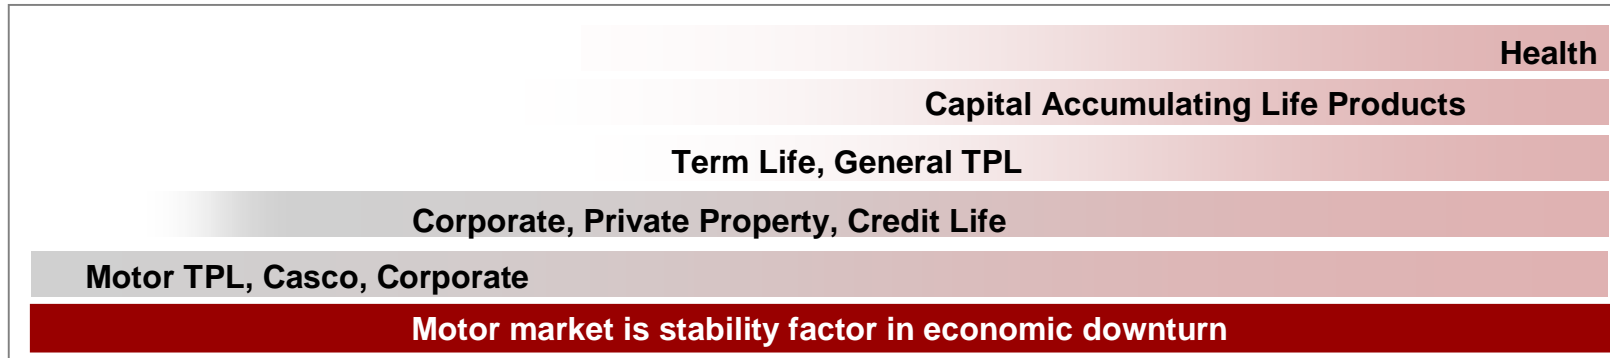 Health
Capital Accumulating Life Products
Term Life, General TPL
Corporate, Private Property, Credit Life
Motor TPL, Casco, Corporate
Motor market is stability factor in economic downturn